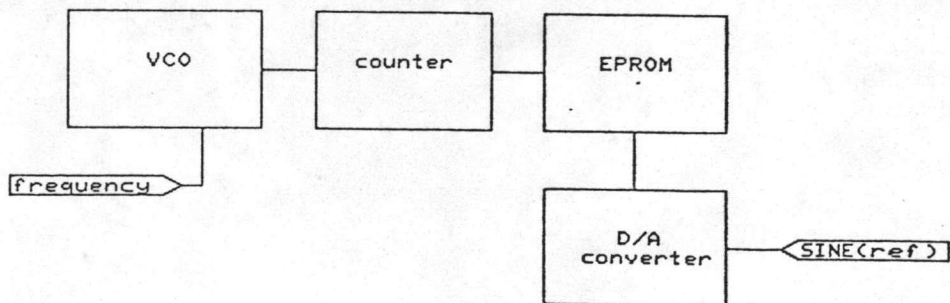 VCO
counter
EPROM
frequency
D/A
converter
SINE(ref)